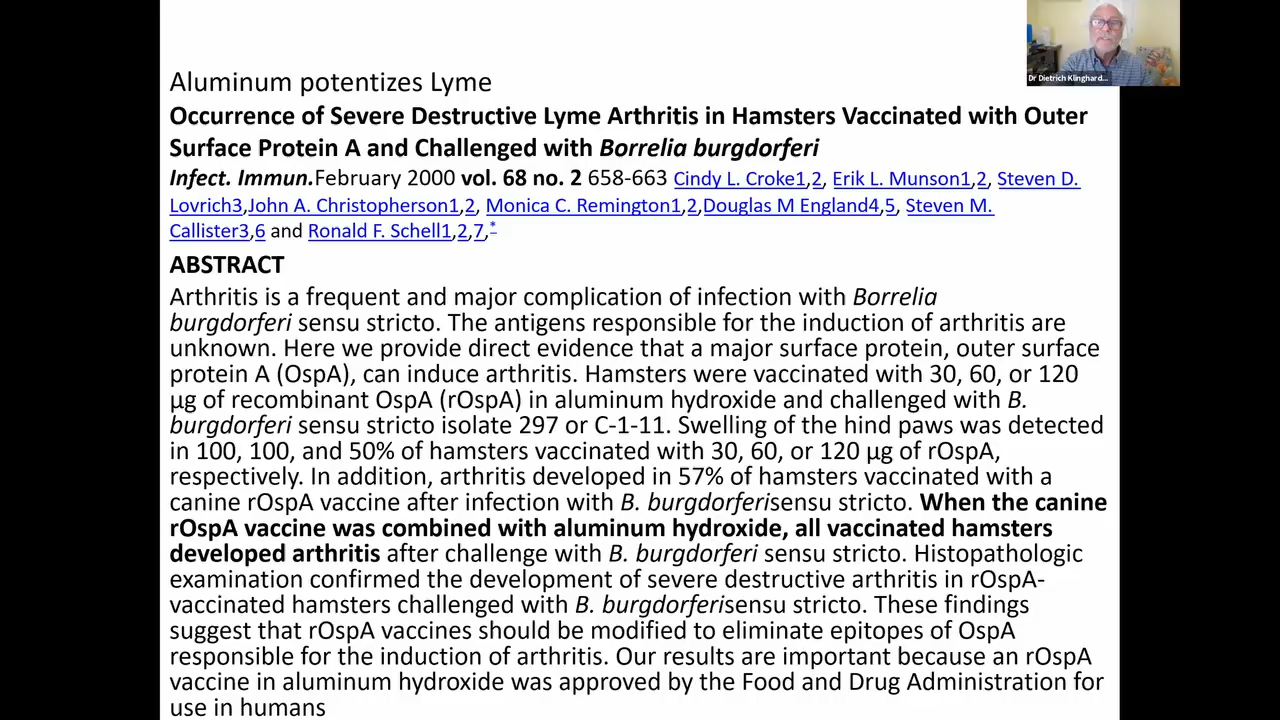 Dr Dietrich Klinghard...
Aluminum potentizes Lyme
Occurrence of Severe Destructive Lyme Arthritis in Hamsters Vaccinated with Outer
Surface Protein A and Challenged with Borrelia burgdorferi
Infect. Immun.February 2000 vol. 68 no. 2 658-663 Cindy L. Croke1,2, Erik L. Munson1,2, Steven D.
Lovrich3,John A. Christopherson1,2, Monica C. Remington1,2,Douglas M England4,5, Steven M.
Callister3,6 and Ronald F. Schell1,2,7,*
ABSTRACT
Arthritis is a frequent and major complication of infection with Borrelia
burgdorferi sensu stricto. The antigens responsible for the induction of arthritis are
unknown. Here we provide direct evidence that a major surface protein, outer surface
protein A (OspA), can induce arthritis. Hamsters were vaccinated with 30, 60, or 120
μg of recombinant OspA (rOspA) in aluminum hydroxide and challenged with B.
burgdorferi sensu stricto isolate 297 or C-1-11. Swelling of the hind paws was detected
in 100, 100, and 50% of hamsters vaccinated with 30, 60, or 120 μg of rOspA,
respectively. In addition, arthritis developed in 57% of hamsters vaccinated with a
canine rOspA vaccine after infection with B. burgdorferisensu stricto. When the canine
rOspA vaccine was combined with aluminum hydroxide, all vaccinated hamsters
developed arthritis after challenge with B. burgdorferi sensu stricto. Histopathologic
examination confirmed the development of severe destructive arthritis in rOspA-
vaccinated hamsters challenged with B. burgdorferisensu stricto. These findings
suggest that rOspA vaccines should be modified to eliminate epitopes of OspA
responsible for the induction of arthritis. Our results are important because an rOspA
vaccine in aluminum hydroxide was approved by the Food and Drug Administration for
use in humans